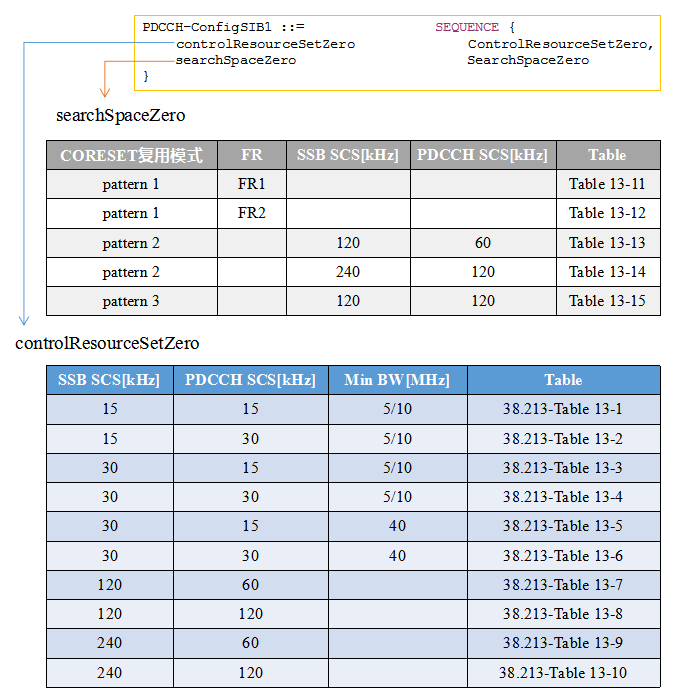 PDCCH-ConfigSIB1 ::= SEQUENCE {
controlResourceSetZero ControlResourceSetZero,
searchSpaceZero SearchSpaceZero
}
searchSpaceZero
CORESET复用模式 FR SSB SCS[kHz] PDCCH SCS[kHz] Table
pattern 1 FR1 Table 13-11
pattern 1 FR2 Table 13-12
pattern 2 120 60 Table 13-13
pattern 2 240 120 Table 13-14
pattern 3 120 120 Table 13-15
controlResourceSetZero
SSB SCS[kHz] PDCCH SCS[kHz] Min BW[MHz] Table
15 15 5/10 38.213-Table 13-1
15 30 5/10 38.213-Table 13-2
30 15 5/10 38.213-Table 13-3
30 30 5/10 38.213-Table 13-4
30 15 40 38.213-Table 13-5
30 30 40 38.213-Table 13-6
120 60 38.213-Table 13-7
120 120 38.213-Table 13-8
240 60 38.213-Table 13-9
240 120 38.213-Table 13-10